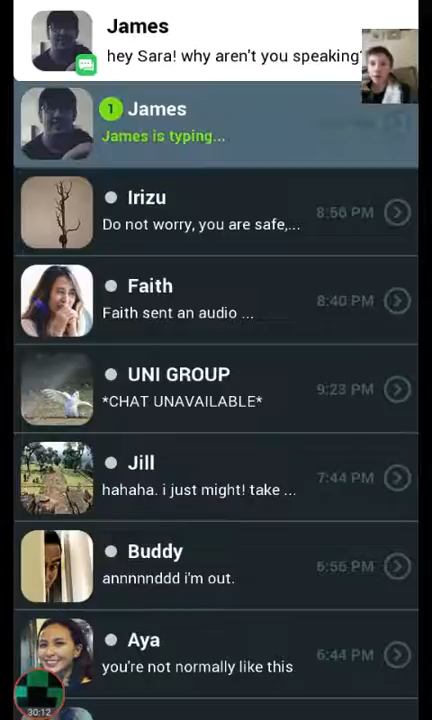 James
hey Sara! why aren't you speaking
1 James
James is typing...
Irizu
8:56 PM
Do not worry, you are safe,...
Faith
8:40 PM
Faith sent an audio ...
UNI GROUP
9:23 PM
*CHAT UNAVAILABLE*
Jill
7:44 PM
hahaha. i just might! take ...
Buddy
6:56 PM
annnnnddd i'm out.
Aya
6:44 PM
you're not normally like this
30:12